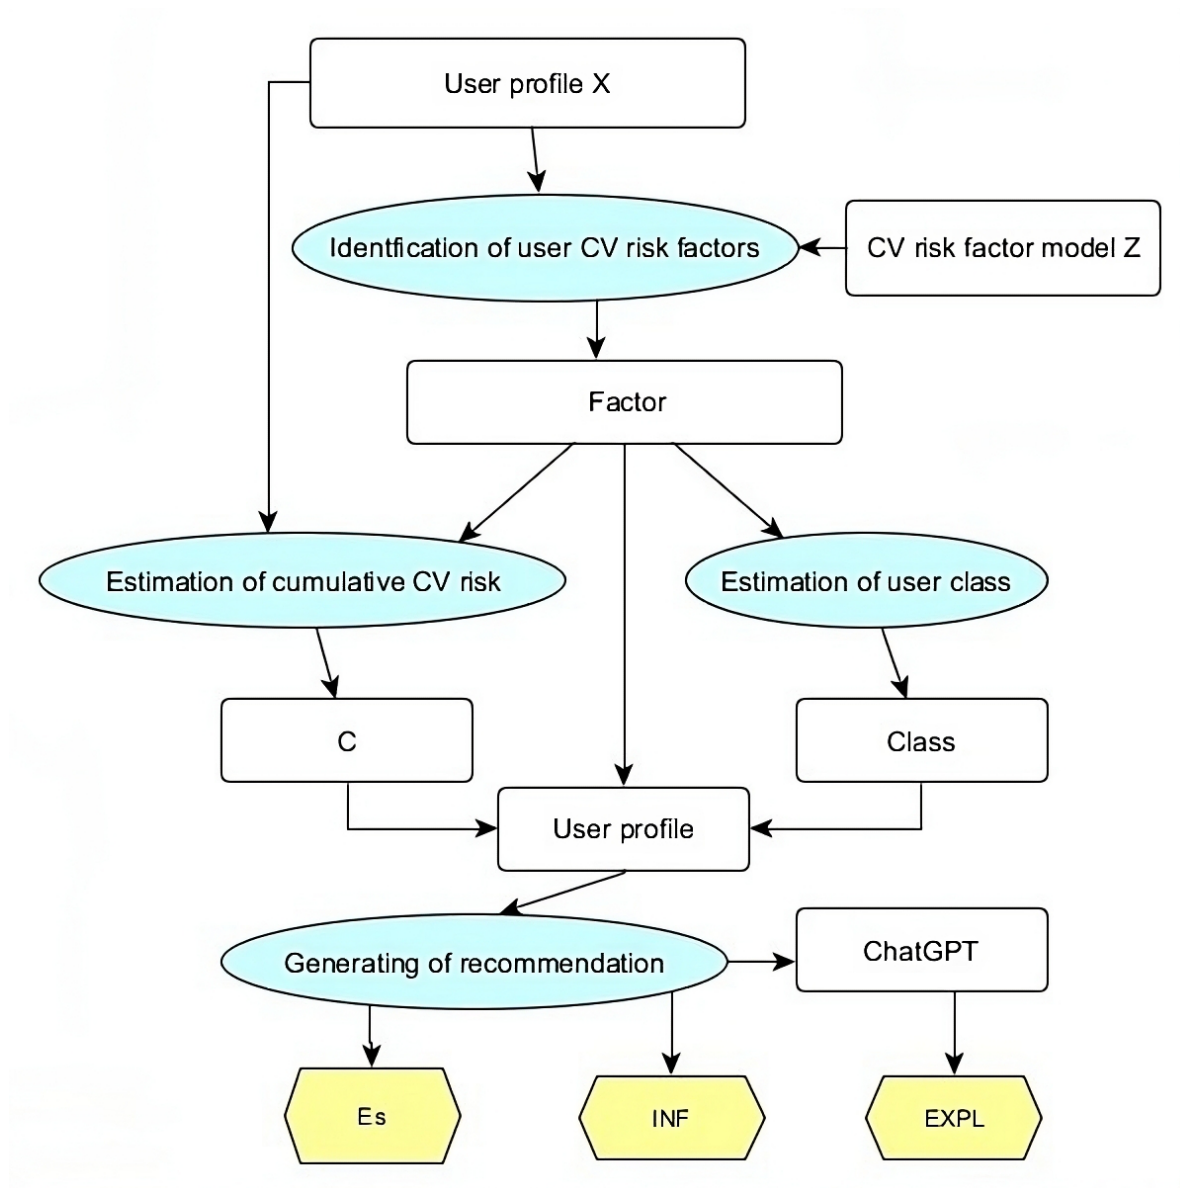 User profile X
Identfication of user CV risk factors
CV risk factor model Z
Factor
Estimation of cumulative CV risk
Estimation of user class
C
Class
User profile
Generating of recommendation
ChatGPT
Es
INF
EXPL